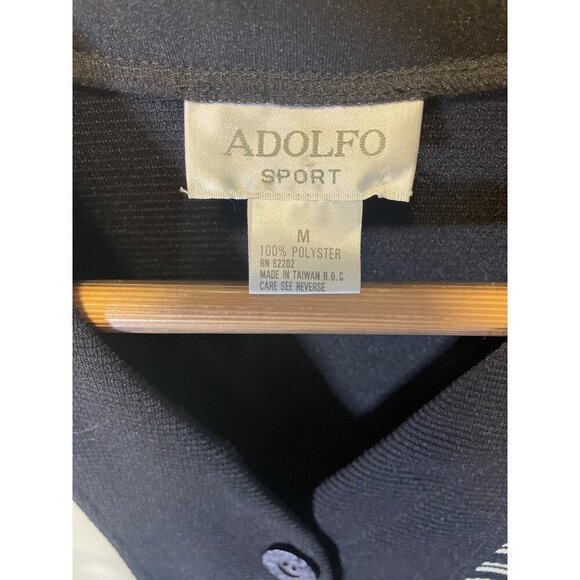 ADOLFO
SPORT
M
100% POLYSTER
RN 62202
MADE IN TAIWAN R.O.C.
CARE SEE REVERSE